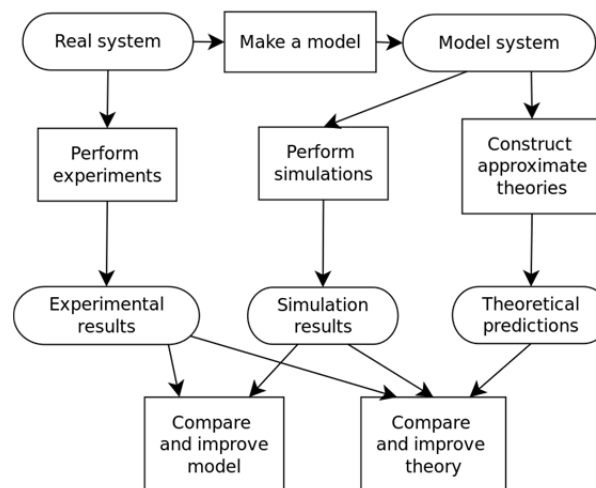 Real system
Make a model
Model system
Perform
experiments
Perform
simulations
Construct
approximate
theories
Experimental
results
Simulation
results
Theoretical
predictions
Compare
and improve
model
Compare
and improve
theory